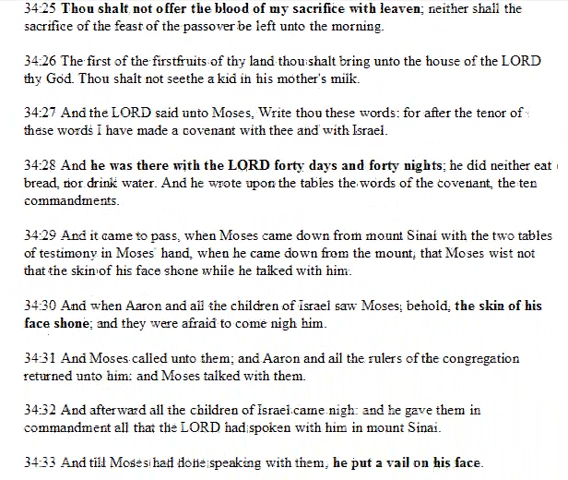 34:25 Thou shalt not offer the blood of my sacrifice with leaven; neither shall the
sacrifice of the feast of the passover be left unto the morning.
34:26 The first of the firstfruits of thy land thou shalt bring unto the house of the LORD
thy God. Thou shalt not seethe a kid in his mother's milk.
34:27 And the LORD said unto Moses, Write thou these words: for after the tenor of
these words I have made a covenant with thee and with Israel.
34:28 And he was there with the LORD forty days and forty nights; he did neither eat
bread, nor drink water. And he wrote upon the tables the words of the covenant, the ten
commandments.
34:29 And it came to pass, when Moses came down from mount Sinai with the two tables
of testimony in Moses' hand, when he came down from the mount, that Moses wist not
that the skin of his face shone while he talked with him.
34:30 And when Aaron and all the children of Israel saw Moses, behold, the skin of his
face shone; and they were afraid to come nigh him.
34:31 And Moses called unto them; and Aaron and all the rulers of the congregation
returned unto him: and Moses talked with them.
34:32 And afterward all the children of Israel came nigh: and he gave them in
commandment all that the LORD had spoken with him in mount Sinai.
34:33 And till Moses had done speaking with them, he put a vail on his face.